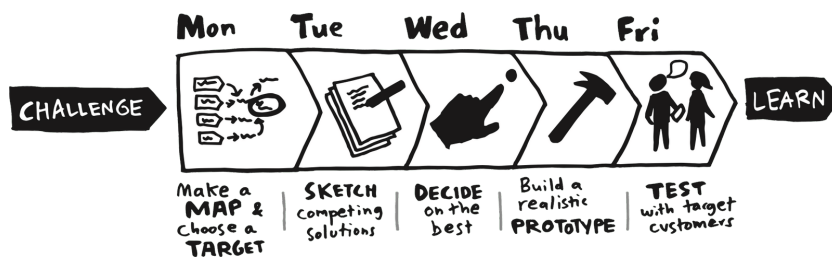 Mon
Tue
Wed
Thu
Fri
CHALLENGE
LEARN
Make a
MAP &
choose a
TARGET
SKETCH
competing
solutions
DECIDE
on the
best
Build a
realistic
PROTOTYPE
TEST
with target
customers